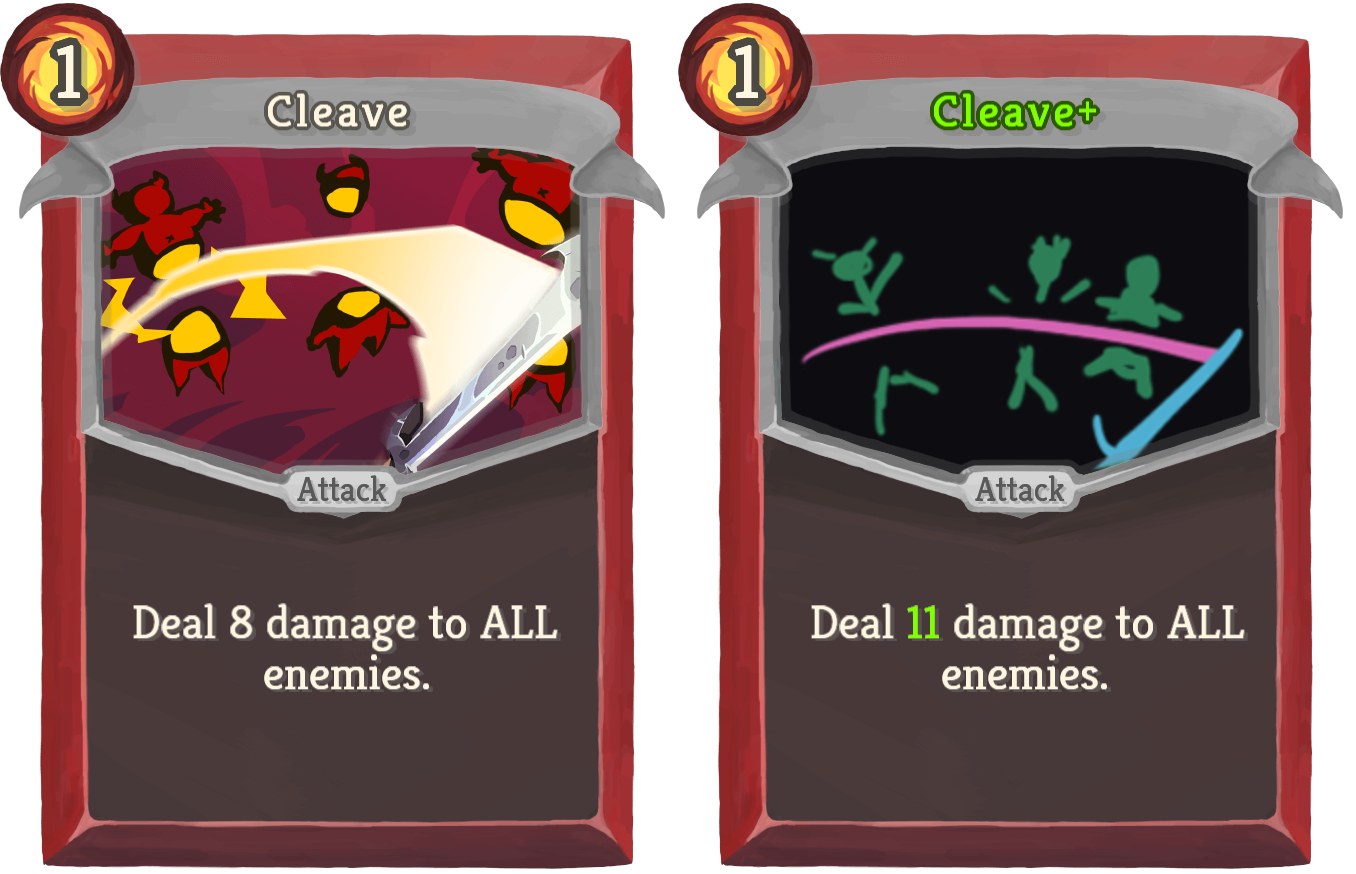 1
Cleave
Attack
Deal 8 damage to ALL
enemies.
1
Cleave+
Attack
Deal 11 damage to ALL
enemies.